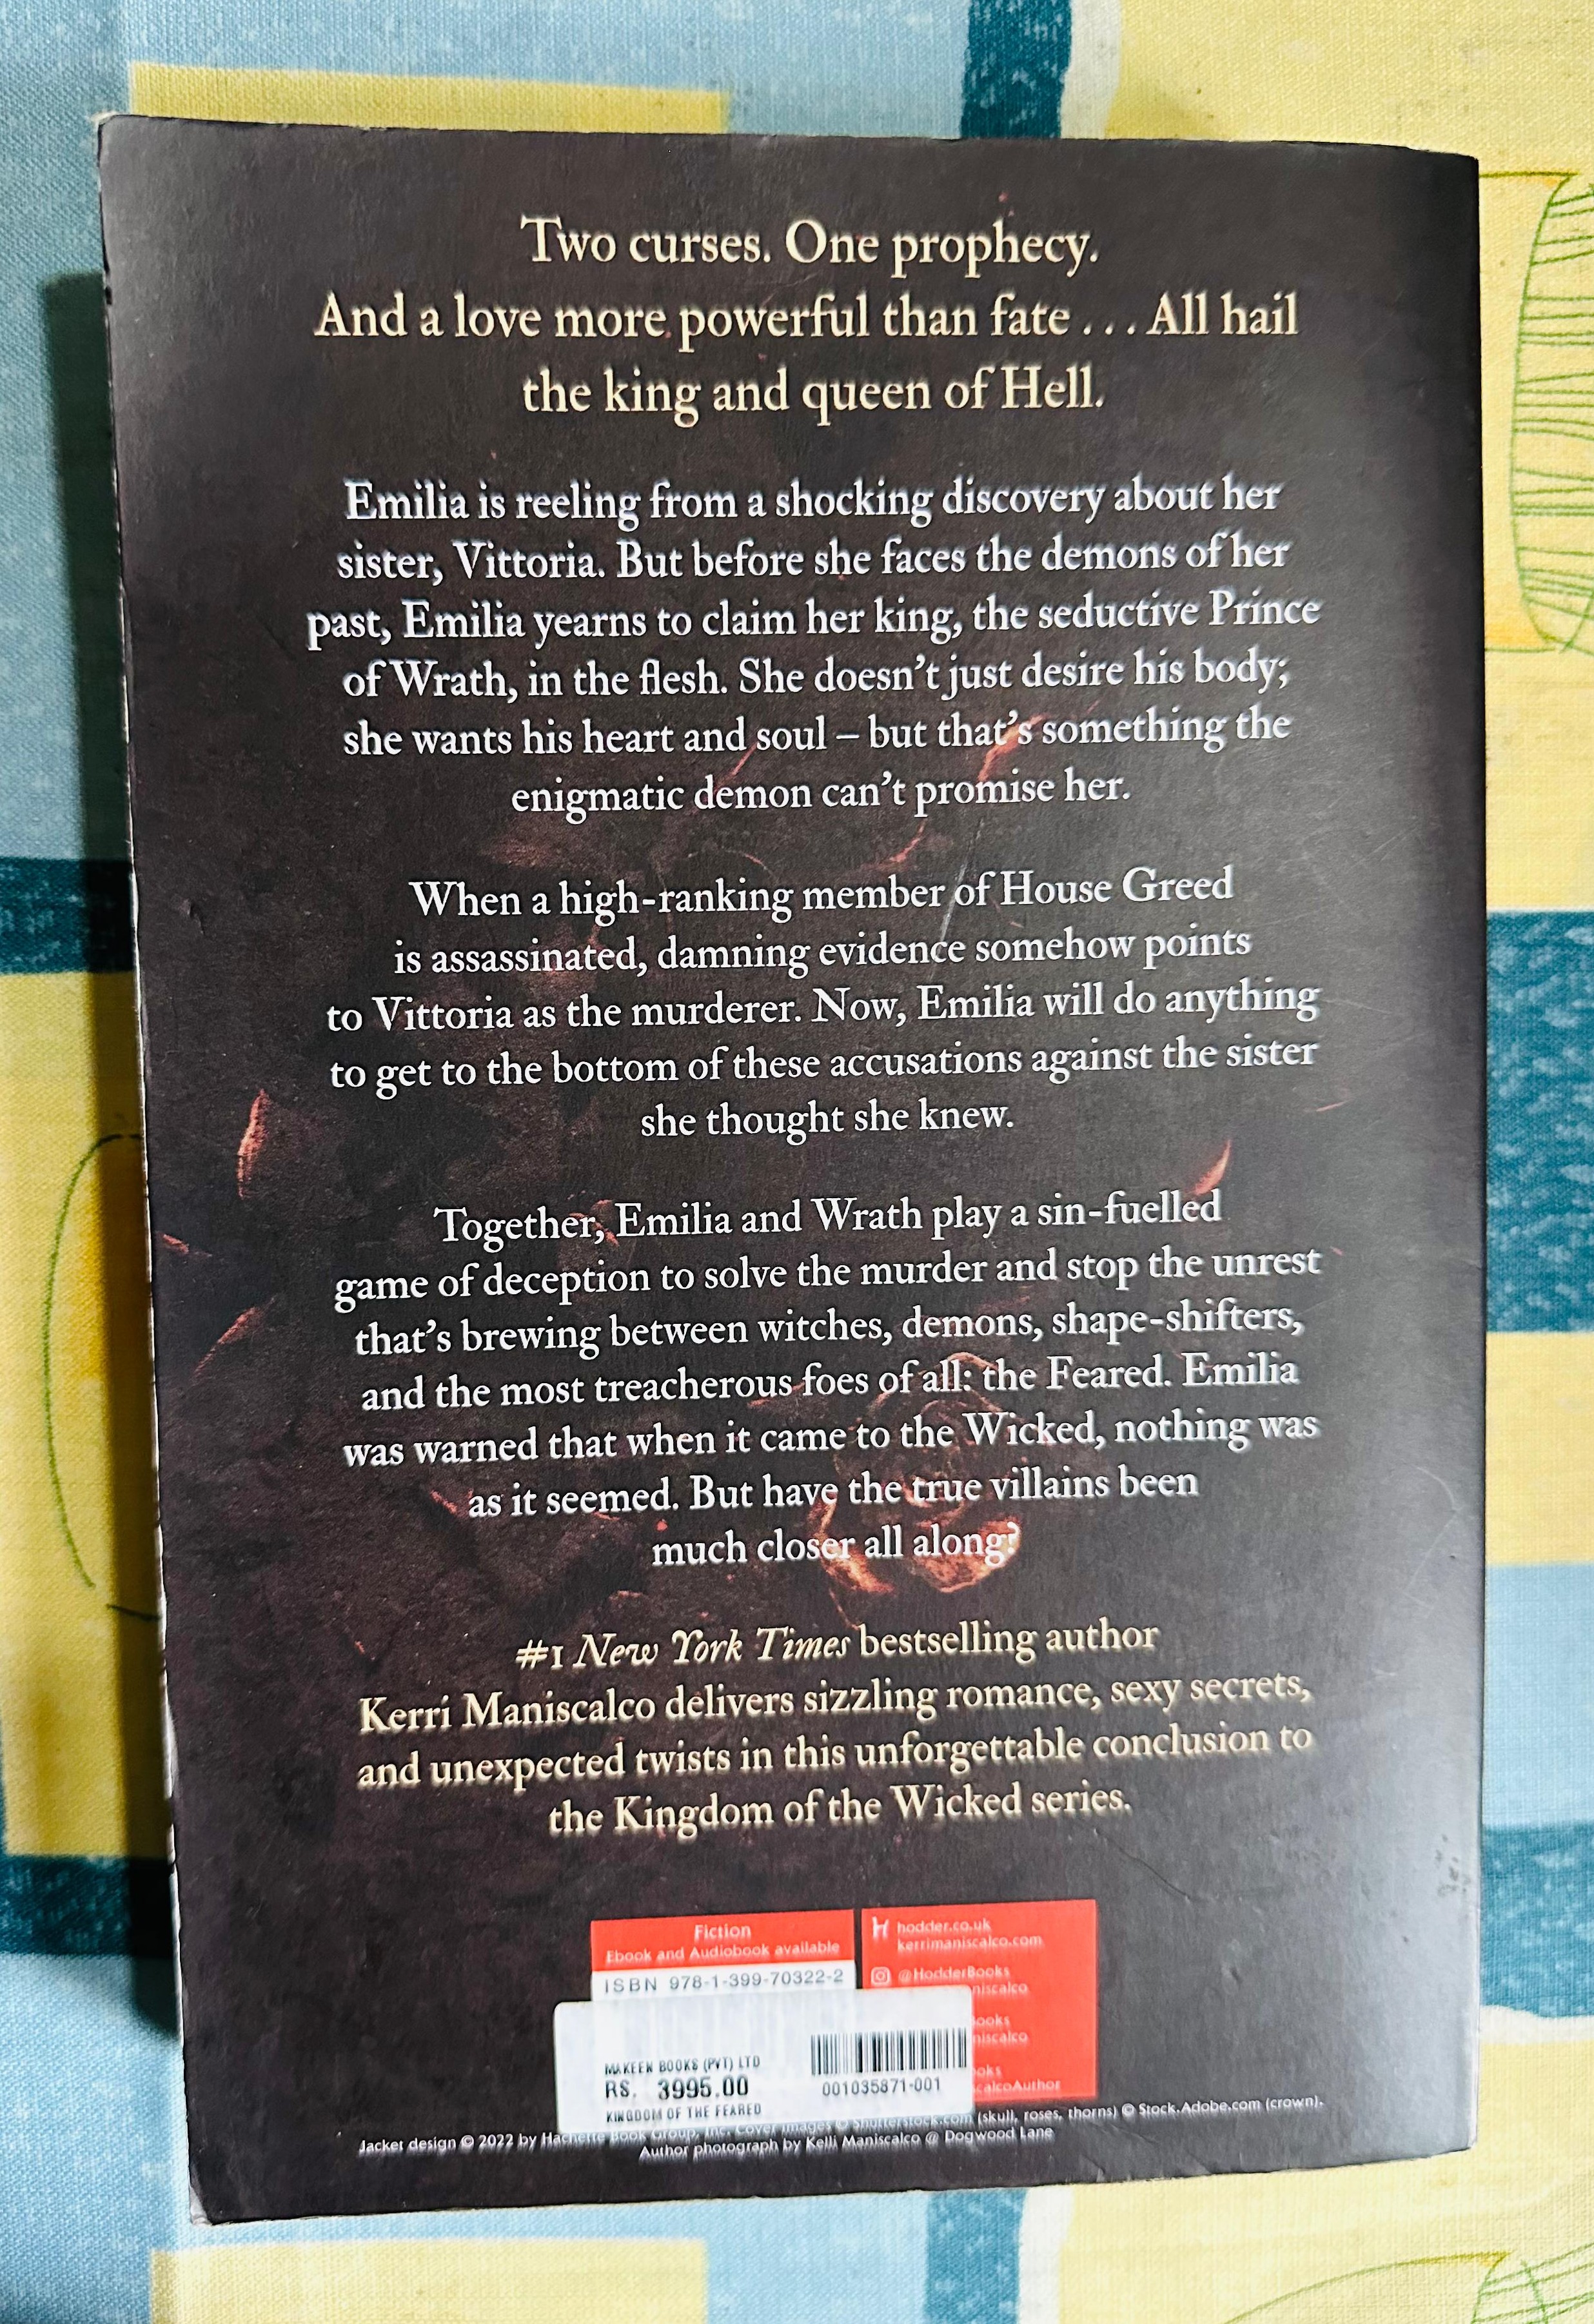 Two curses. One prophecy.
And a love more powerful than fate . . . All hail
the king and queen of Hell.
Emilia is reeling from a shocking discovery about her
sister, Vittoria. But before she faces the demons of her
past, Emilia yearns to claim her king, the seductive Prince
of Wrath, in the flesh. She doesn't just desire his body;
she wants his heart and soul – but that's something the
enigmatic demon can't promise her.
When a high-ranking member of House Greed
is assassinated, damning evidence somehow points
to Vittoria as the murderer. Now, Emilia will do anything
to get to the bottom of these accusations against the sister
she thought she knew.
Together, Emilia and Wrath play a sin-fuelled
game of deception to solve the murder and stop the unrest
that's brewing between witches, demons, shape-shifters,
and the most treacherous foes of all: the Feared. Emilia
was warned that when it came to the Wicked, nothing was
as it seemed. But have the true villains been
much closer all along?
#1 New York Times bestselling author
Kerri Maniscalco delivers sizzling romance, sexy secrets,
and unexpected twists in this unforgettable conclusion to
the Kingdom of the Wicked series.
Fiction
Ebook and Audiobook available
ISBN 978-1-399-70322-2
hodder.co.uk
kerrimaniscalco.com
@HodderBooks
niscalco
ooks
niscalco
oks
calcoAuthor
MAKEEN BOOKS (PVT) LTD
RS. 3995.00
KINGDOM OF THE FEARED
001035871-001
Jacket design © 2022 by Hachette Book Group, Inc. Cover images © Shutterstock.com (skull, roses, thorns) © Stock.Adobe.com (crown).
Author photograph by Kelli Maniscalco @ Dogwood Lane